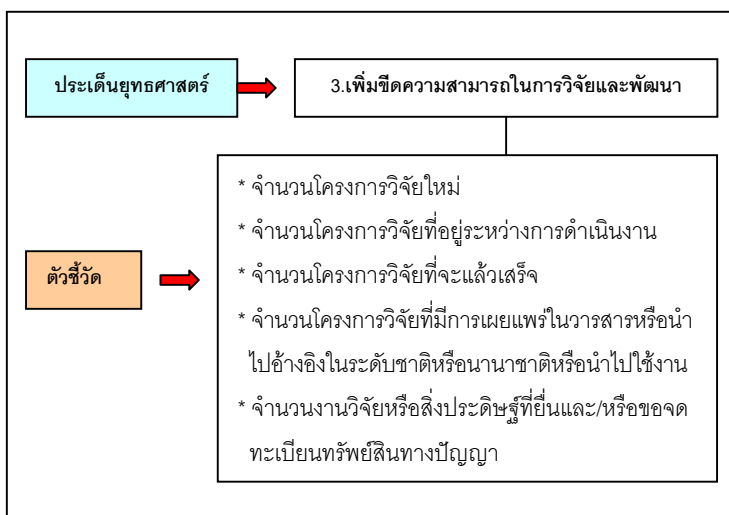 ประเด็นยุทธศาสตร์
3.เพิ่มขีดความสามารถในการวิจัยและพัฒนา
ตัวชี้วัด
* จำนวนโครงการวิจัยใหม่
* จำนวนโครงการวิจัยที่อยู่ระหว่างการดำเนินงาน
* จำนวนโครงการวิจัยที่จะแล้วเสร็จ
* จำนวนโครงการวิจัยที่มีการเผยแพร่ในวารสารหรือนำ
ไปอ้างอิงในระดับชาติหรือนานาชาติหรือนำไปใช้งาน
* จำนวนงานวิจัยหรือสิ่งประดิษฐ์ที่ยื่นและ/หรือขอจด
ทะเบียนทรัพย์สินทางปัญญา